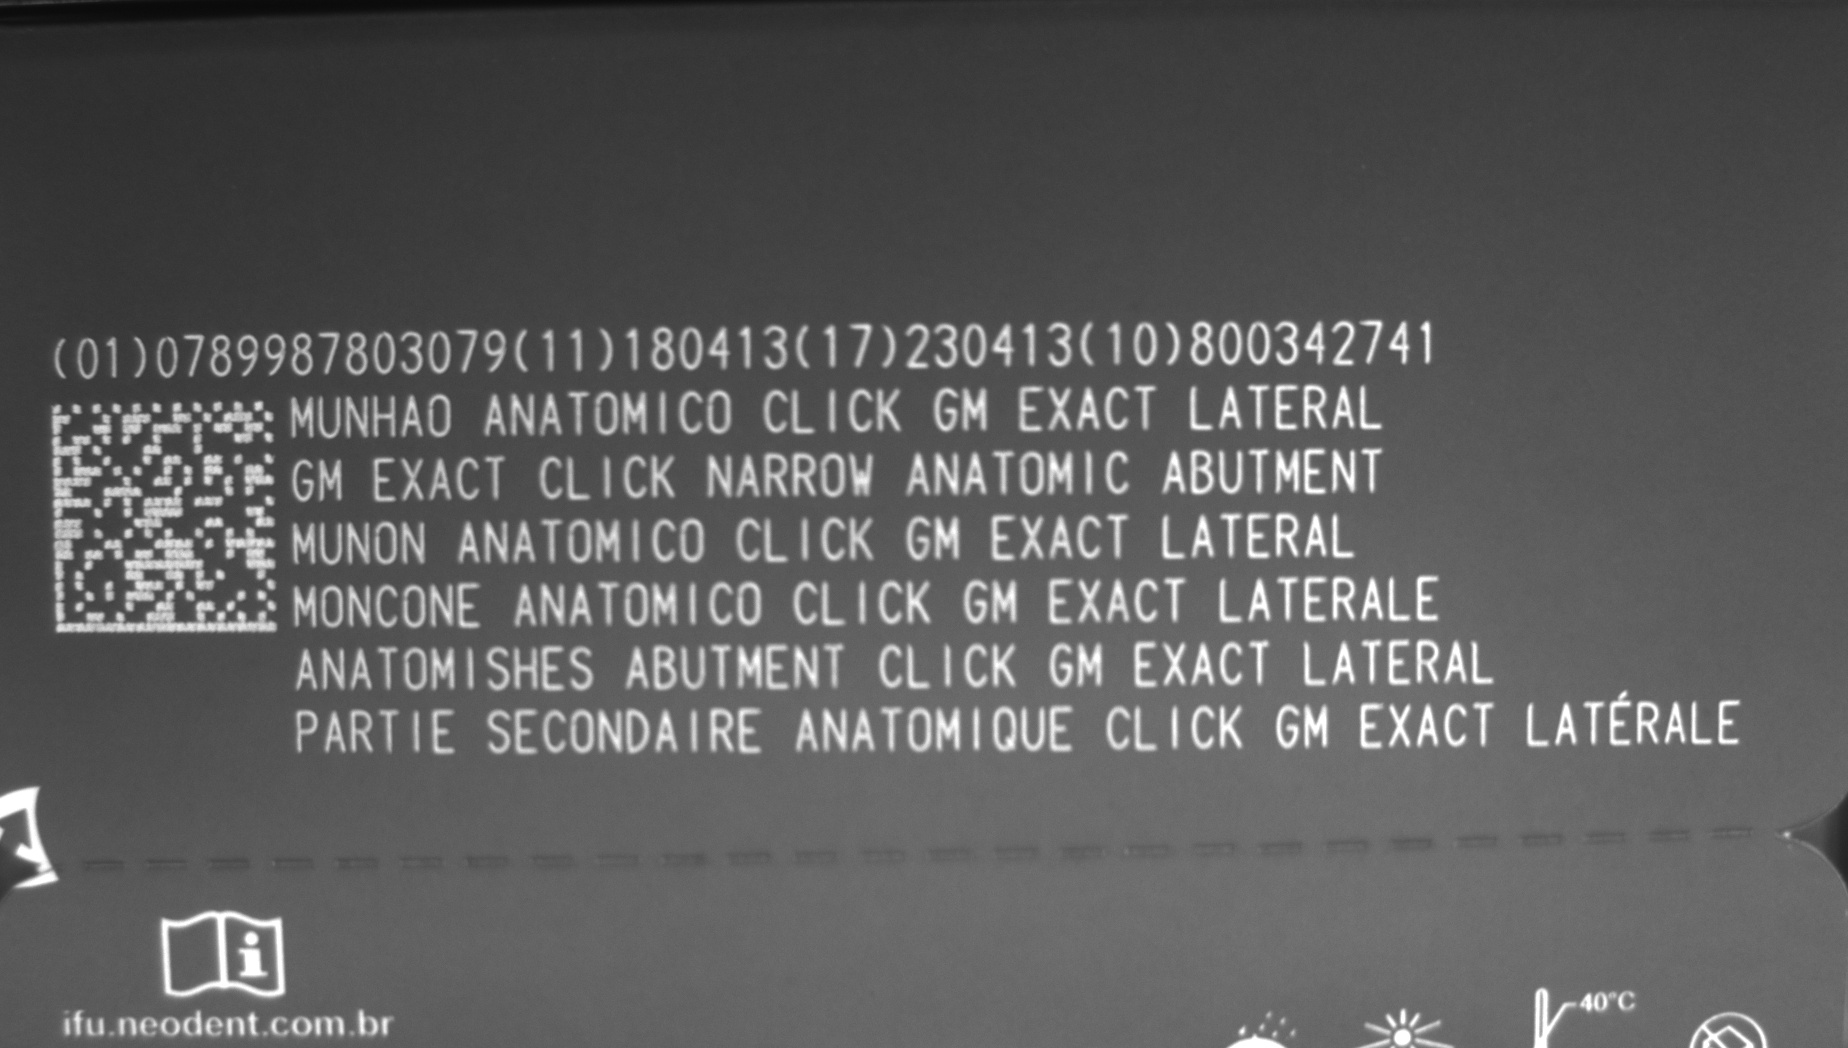 (01)0789987803079(11)180413(17)230413(10)800342741
MUNHAO ANATOMICO CLICK GM EXACT LATERAL
GM EXACT CLICK NARROW ANATOMIC ABUTMENT
MUNON ANATOMICO CLICK GM EXACT LATERAL
MONCONE ANATOMICO CLICK GM EXACT LATERALE
ANATOMISHES ABUTMENT CLICK GM EXACT LATERAL
PARTIE SECONDAIRE ANATOMIQUE CLICK GM EXACT LATÉRALE
40°C
ifu.neodent.com.br